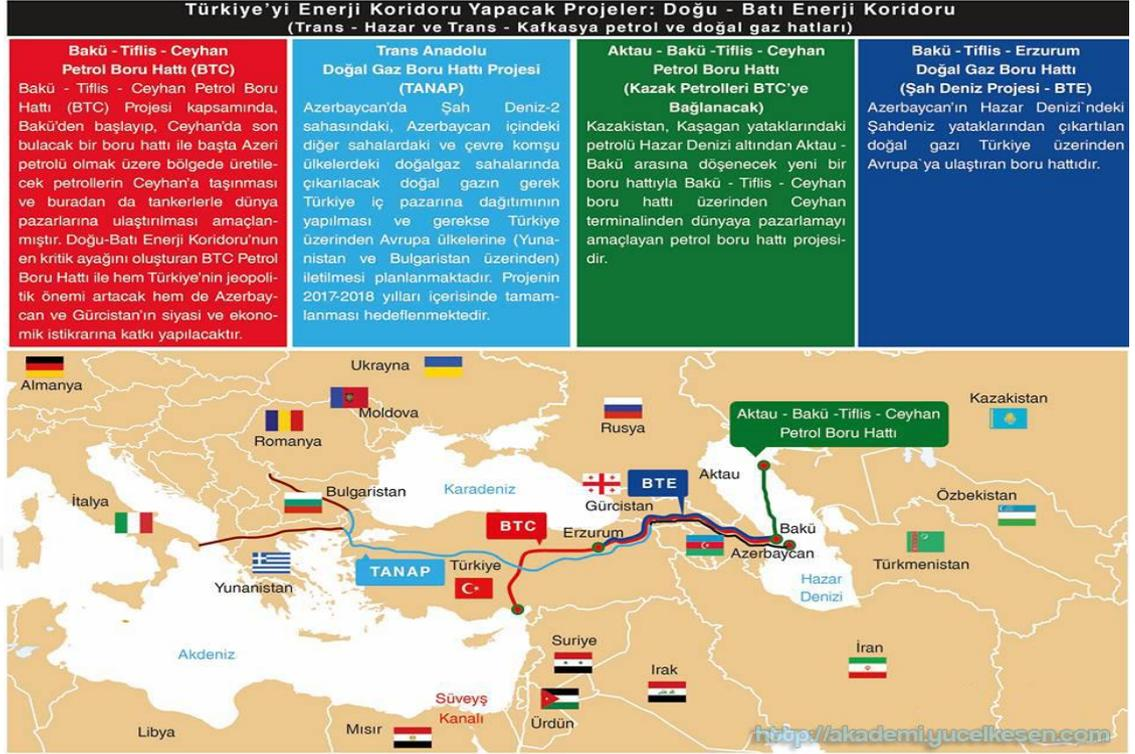 Türkiye'yi Enerji Koridoru Yapacak Projeler: Doğu - Batı Enerji Koridoru
(Trans - Hazar ve Trans - Kafkasya petrol ve doğal gaz hatları)
Bakü - Tiflis - Ceyhan
Petrol Boru Hattı (BTC)
Bakü - Tiflis - Ceyhan Petrol Boru
Hattı (BTC) Projesi kapsamında,
Bakü'den başlayıp, Ceyhan'da son
bulacak bir boru hattı ile başta Azeri
petrolü olmak üzere bölgede üretile-
cek petrollerin Ceyhan'a taşınması
ve buradan da tankerlerle dünya
pazarlarına ulaştırılması amaçlan-
mıştır. Doğu-Batı Enerji Koridoru'nun
en kritik ayağını oluşturan BTC Petrol
Boru Hattı ile hem Türkiye'nin jeopoli-
tik önemi artacak hem de Azerbay-
can ve Gürcistan'ın siyasi ve ekono-
mik istikrarına katkı yapılacaktır.
Trans Anadolu
Doğal Gaz Boru Hattı Projesi
(TANAP)
Azerbaycan'da Şah Deniz-2
sahasındaki, Azerbaycan içindeki
diğer sahalardaki ve çevre komşu
ülkelerdeki doğalgaz sahalarında
çıkarılacak doğal gazın gerek
Türkiye iç pazarına dağıtımının
yapılması ve gerekse Türkiye
üzerinden Avrupa ülkelerine (Yuna-
nistan ve Bulgaristan üzerinden)
iletilmesi planlanmaktadır. Projenin
2017-2018 yılları içerisinde tamam-
lanması hedeflenmektedir.
Aktau - Bakü -Tiflis - Ceyhan
Petrol Boru Hattı
(Kazak Petrolleri BTC'ye
Bağlanacak)
Kazakistan, Kaşagan yataklarındaki
petrolü Hazar Denizi altından Aktau -
Bakü arasına döşenecek yeni bir
boru hattıyla Bakü - Tiflis - Ceyhan
boru hattı üzerinden Ceyhan
terminalinden dünyaya pazarlamayı
amaçlayan petrol boru hattı projesi-
dir.
Bakü - Tiflis - Erzurum
Doğal Gaz Boru Hattı
(Şah Deniz Projesi - BTE)
Azerbaycan'ın Hazar Denizi`ndeki
Şahdeniz yataklarından çıkartılan
doğal gazı Türkiye üzerinden
Avrupa`ya ulaştıran boru hattıdır.
Almanya
Ukrayna
Moldova
Romanya
Rusya
Kazakistan
Aktau - Bakü -Tiflis - Ceyhan
Petrol Boru Hattı
Aktau
İtalya
Bulgaristan
Karadeniz
BTE
Gürcistan
Özbekistan
BTC
Erzurum
Bakü
Azerbaycan
Türkmenistan
TANAP
Türkiye
Yunanistan
Hazar
Denizi
Akdeniz
Suriye
Irak
İran
Süveyş
Kanalı
Ürdün
Libya
Mısır
http://akademi.yucelkesen.com